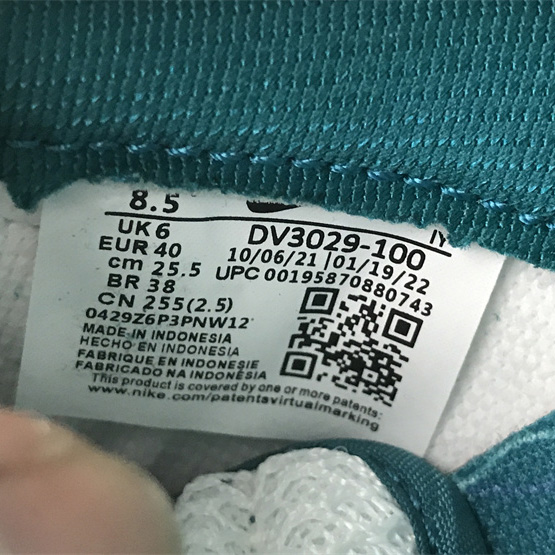 8.5
UK 6
EUR 40
cm 25.5
BR 38
CN 255(2.5)
0429Z6P3PNW12
IY
DV3029-100
10/06/21 | 01/19/22
UPC 00195870880743
MADE IN INDONESIA
HECHO EN INDONESIA
FABRIQUE EN INDONESIE
FABRICADO NA INDONÉSIA
This product is covered by one or more patents:
www.nike.com/patentsvirtualmarking